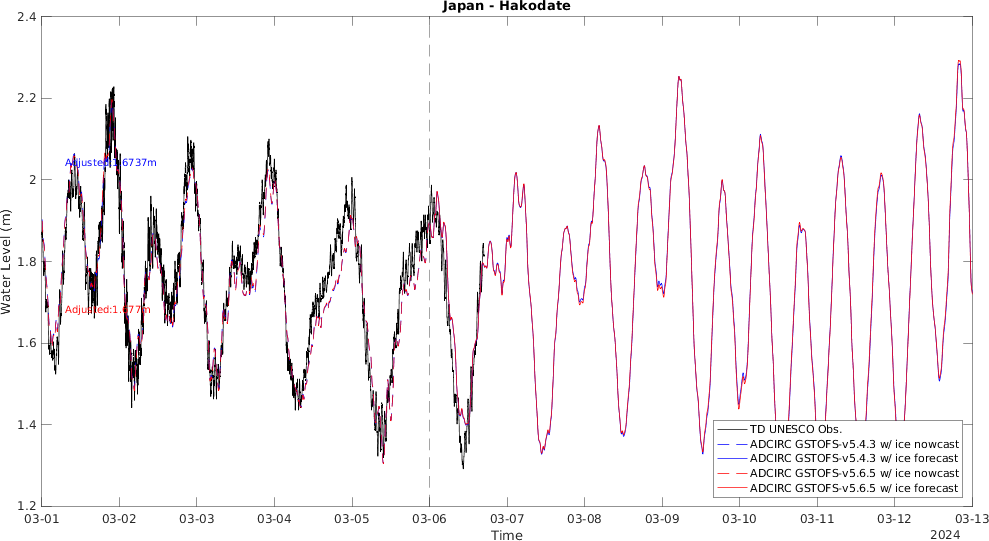 Japan - Hakodate
Water Level (m)
2.4
2.2
2
1.8
1.6
1.4
1.2
Adjusted:1.6737m
Adjusted:1.677m
TD UNESCO Obs.
ADCIRC GSTOFS-v5.4.3 w/ ice nowcast
ADCIRC GSTOFS-v5.4.3 w/ ice forecast
ADCIRC GSTOFS-v5.6.5 w/ ice nowcast
ADCIRC GSTOFS-v5.6.5 w/ ice forecast
03-01 03-02 03-03 03-04 03-05 03-06 03-07 03-08 03-09 03-10 03-11 03-12 03-13
Time
2024